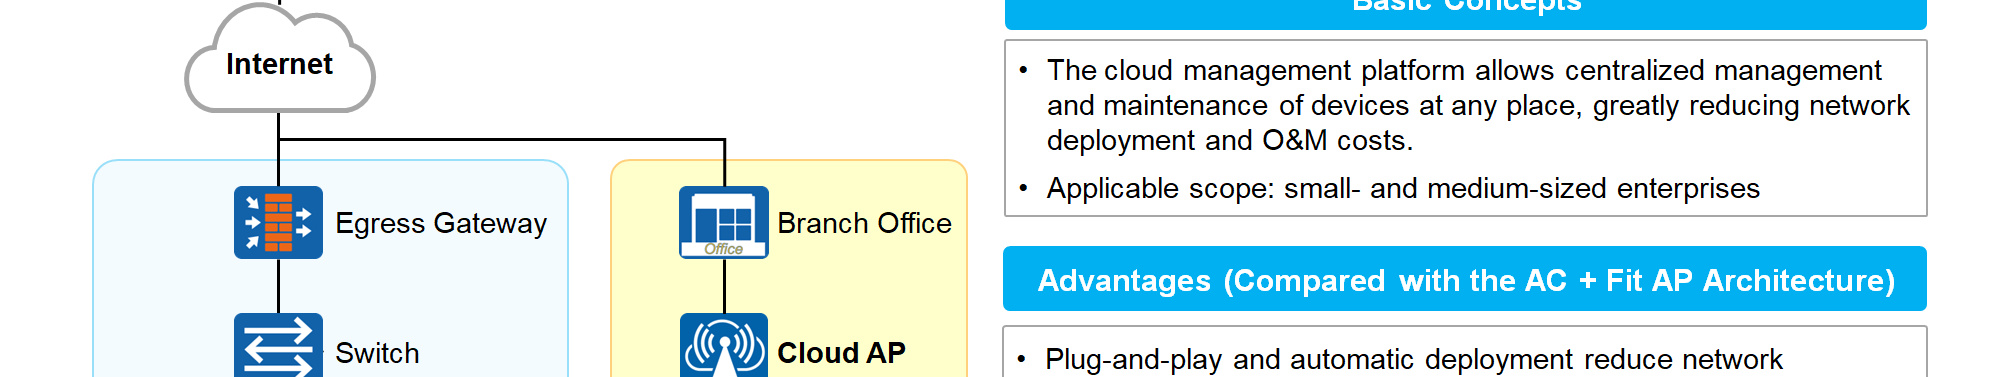 Internet
Egress Gateway
Switch
Office
Branch Office
Cloud AP
Basic Concepts
• The cloud management platform allows centralized management
and maintenance of devices at any place, greatly reducing network
deployment and O&M costs.
• Applicable scope: small- and medium-sized enterprises
Advantages (Compared with the AC + Fit AP Architecture)
• Plug-and-play and automatic deployment reduce network